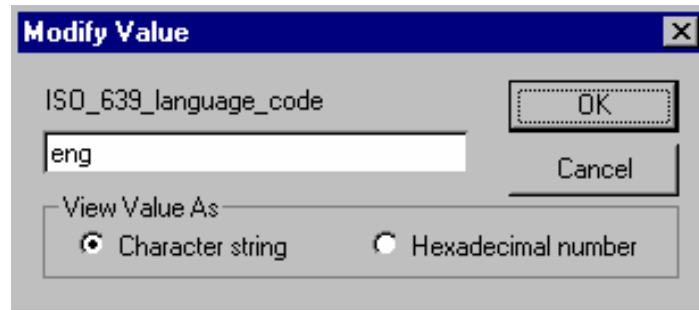 Modify Value
ISO_639_language_code
OK
eng
Cancel
View Value As
Character string
Hexadecimal number